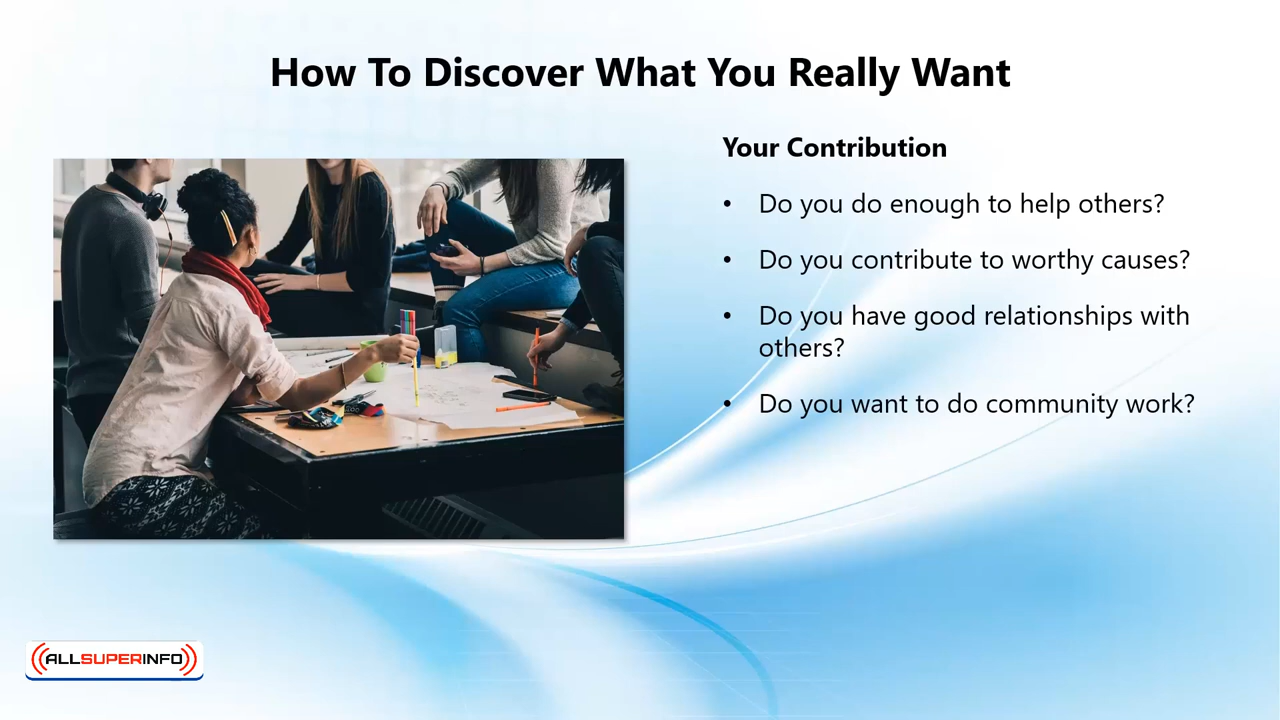 How To Discover What You Really Want
Your Contribution
• Do you do enough to help others?
• Do you contribute to worthy causes?
• Do you have good relationships with
others?
• Do you want to do community work?
ALLSUPERINFO